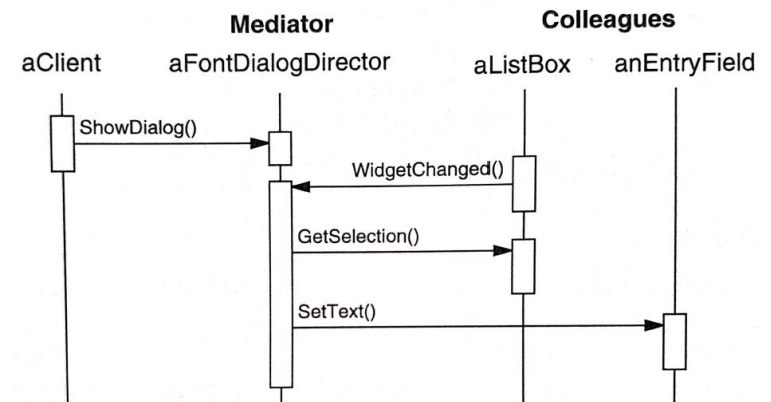 Mediator
Colleagues
aClient
aFontDialogDirector
aListBox
anEntryField
ShowDialog()
WidgetChanged()
GetSelection()
SetText()